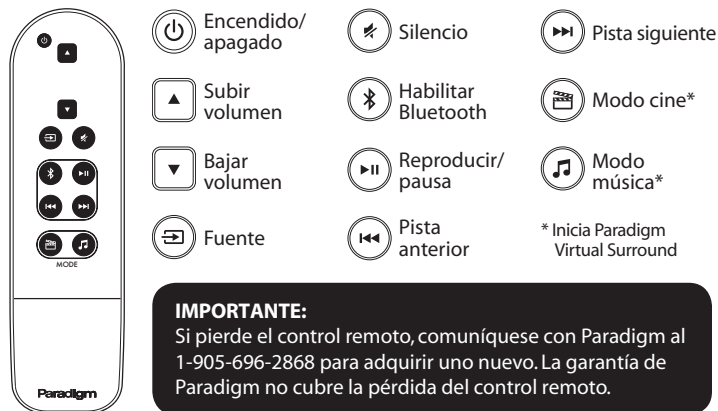 Encendido/
apagado
Subir
volumen
Bajar
volumen
Fuente
Silencio
Habilitar
Bluetooth
Reproducir/
pausa
Pista
anterior
Pista siguiente
Modo cine*
Modo
música*
* Inicia Paradigm
Virtual Surround
MODE
Paradigm
IMPORTANTE:
Si pierde el control remoto, comuníquese con Paradigm al
1-905-696-2868 para adquirir uno nuevo. La garantía de
Paradigm no cubre la pérdida del control remoto.